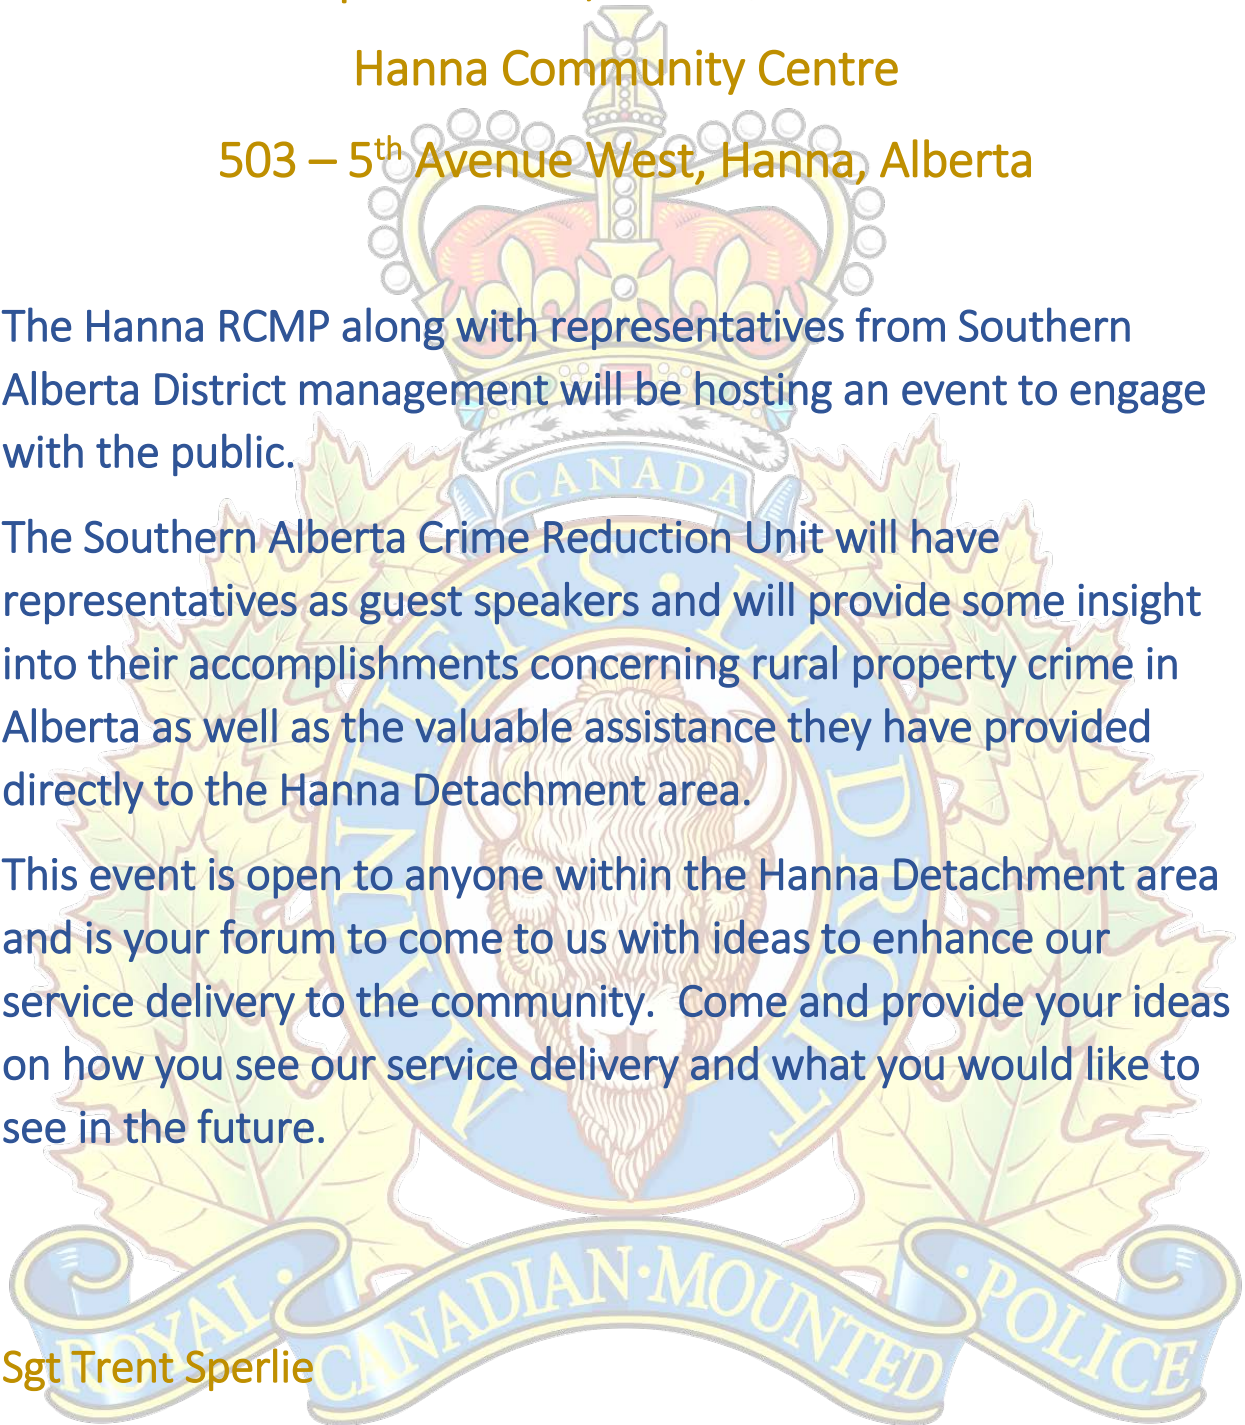 Hanna Community Centre
503 – 5th Avenue West, Hanna, Alberta
The Hanna RCMP along with representatives from Southern
Alberta District management will be hosting an event to engage
with the public.
The Southern Alberta Crime Reduction Unit will have
representatives as guest speakers and will provide some insight
into their accomplishments concerning rural property crime in
Alberta as well as the valuable assistance they have provided
directly to the Hanna Detachment area.
This event is open to anyone within the Hanna Detachment area
and is your forum to come to us with ideas to enhance our
service delivery to the community.  Come and provide your ideas
on how you see our service delivery and what you would like to
see in the future.
Sgt Trent Sperlie
CANADA
MAINTIENS • LE • DROIT
ROYAL • CANADIAN • MOUNTED • POLICE